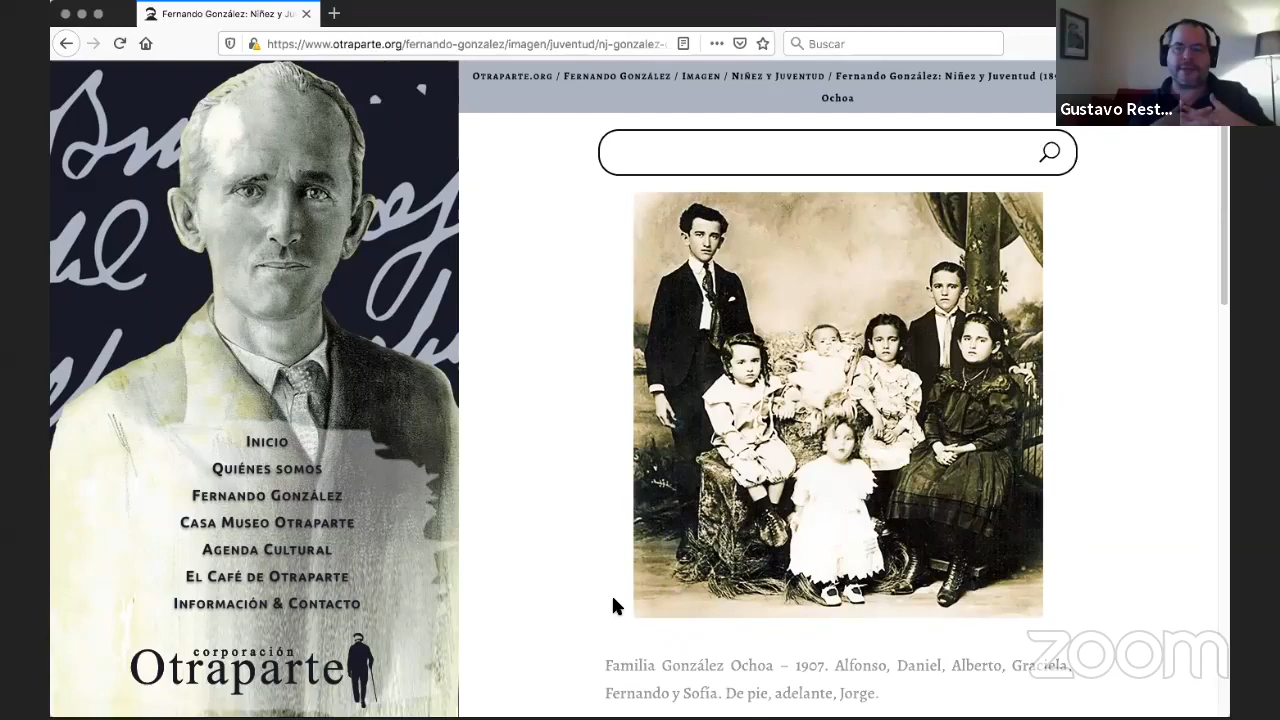 Fernando González: Niñez y Ju
https://www.otraparte.org/fernando-gonzalez/imagen/juventud/nj-gonzalez-
Buscar
Gustavo Rest...
Otraparte.org / Fernando González / Imagen / Niñez y Juventud / Fernando González: Niñez y Juventud (18
Ochoa
Inicio
Quiénes somos
Fernando González
Casa Museo Otraparte
Agenda Cultural
El Café de Otraparte
Información & Contacto
corporación
Otraparte
Familia González Ochoa – 1907. Alfonso, Daniel, Alberto, Graciela,
Fernando y Sofía. De pie, adelante, Jorge.
zoom